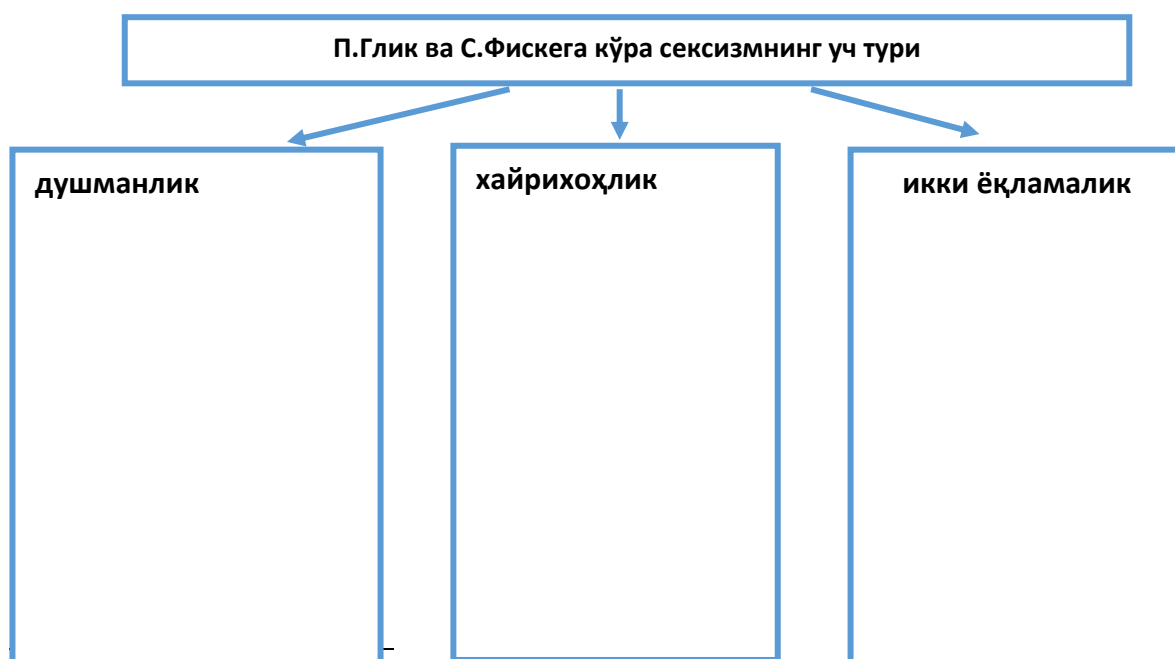 П.Глик ва С.Фискега кўра сексизмнинг уч тури
душманлик
хайрихоҳлик
икки ёқламалик